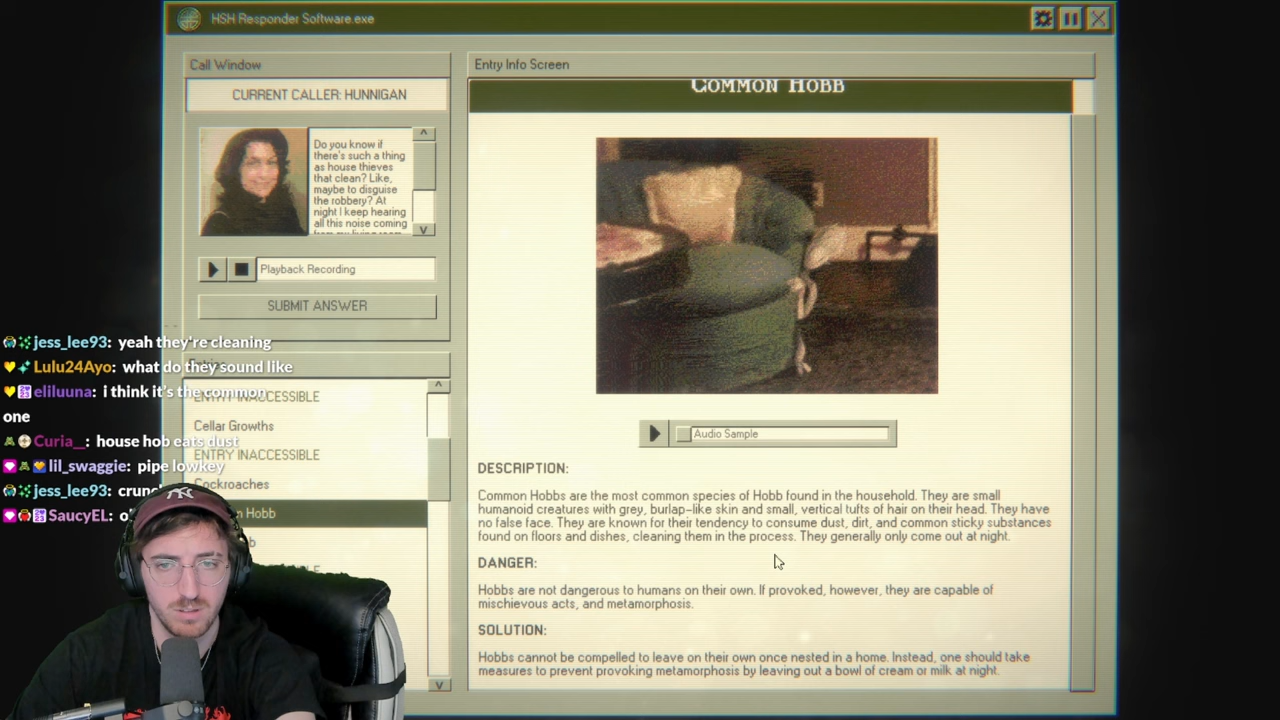 HSH Responder Software.exe
Call Window
CURRENT CALLER: HUNNIGAN
Do you know if
there's such a thing
as house thieves
that clean? Like,
maybe to disguise
the robbery? At
night I keep hearing
all this noise coming
Playback Recording
SUBMIT ANSWER
ENTRY INACCESSIBLE
Cellar Growths
ENTRY INACCESSIBLE
Cockroaches
Hobb
jess_lee93: yeah they're cleaning
Lulu24Ayo: what do they sound like
eliluuna: i think it's the common
one
Curia__: house hob eats dust
lil_swaggie: pipe lowkey
jess_lee93:
SaucyEL:
Entry Info Screen
COMMON HOBB
Audio Sample
DESCRIPTION:
Common Hobbs are the most common species of Hobb found in the household. They are small
humanoid creatures with grey, burlap-like skin and small, vertical tufts of hair on their head. They have
no false face. They are known for their tendency to consume dust, dirt, and common sticky substances
found on floors and dishes, cleaning them in the process. They generally only come out at night.
DANGER:
Hobbs are not dangerous to humans on their own. If provoked, however, they are capable of
mischievous acts, and metamorphosis.
SOLUTION:
Hobbs cannot be compelled to leave on their own once nested in a home. Instead, one should take
measures to prevent provoking metamorphosis by leaving out a bowl of cream or milk at night.